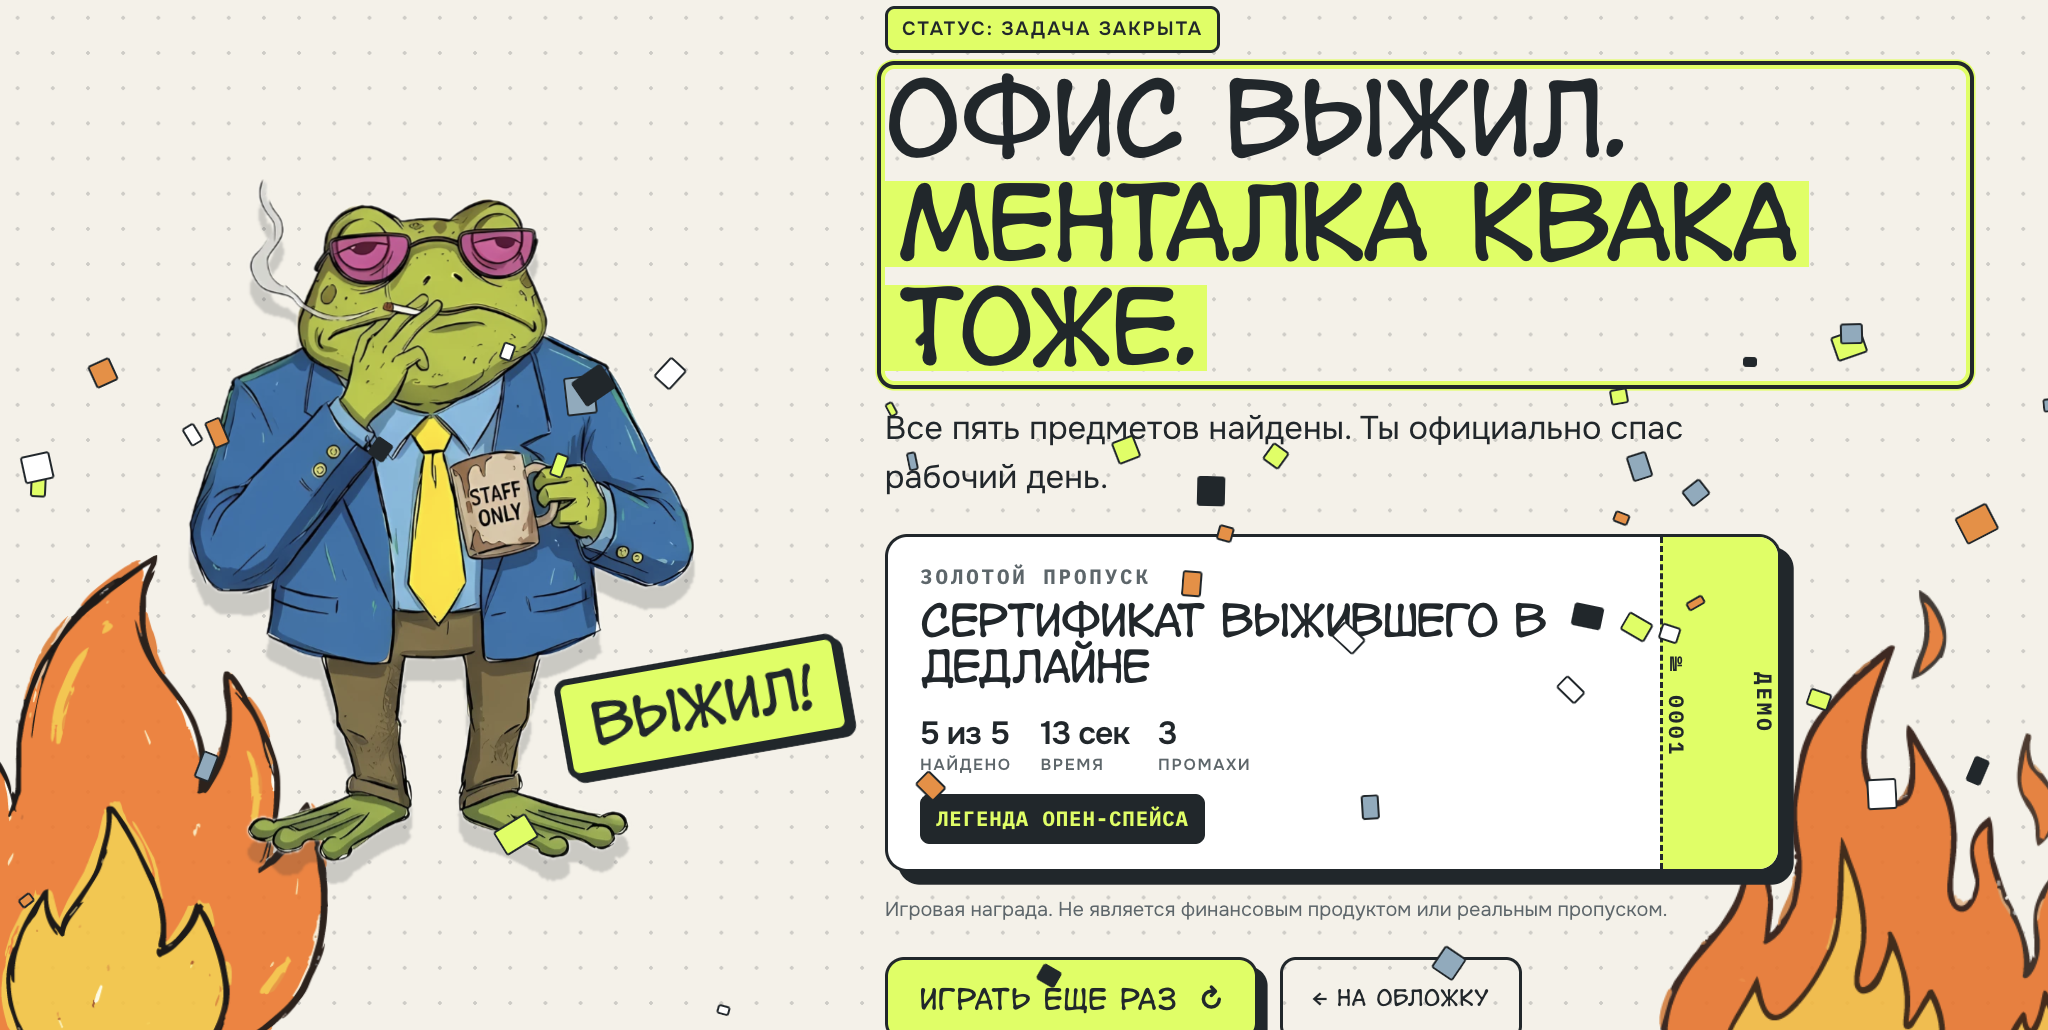 СТАТУС: ЗАДАЧА ЗАКРЫТА
ОФИС ВЫЖИЛ.
МЕНТАЛКА КВАКА
ТОЖЕ.
Все пять предметов найдены. Ты официально спас
рабочий день.
STAFF
ONLY
ВЫЖИЛ!
ЗОЛОТОЙ ПРОПУСК
СЕРТИФИКАТ ВЫЖИВШЕГО В
ДЕДЛАЙНЕ
5 из 5 13 сек 3
НАЙДЕНО ВРЕМЯ ПРОМАХИ
ЛЕГЕНДА ОПЕН-СПЕЙСА
№ 0001
ДЕМО
Игровая награда. Не является финансовым продуктом или реальным пропуском.
ИГРАТЬ ЕЩЕ РАЗ ↻
← НА ОБЛОЖКУ